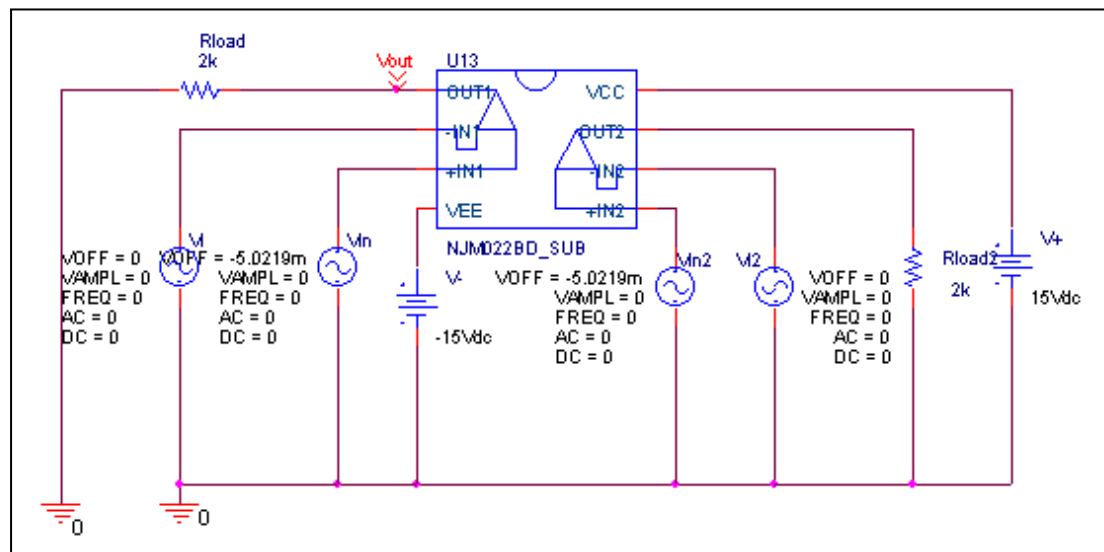 Rload
2k
Vout
U13
OUT1
-IN1
+IN1
VEE
VCC
OUT2
-IN2
+IN2
NJM022BD_SUB
VI
VOFF = 0
VAMPL = 0
FREQ = 0
AC = 0
DC = 0
Vin
VOFF = -5.0219m
VAMPL = 0
FREQ = 0
AC = 0
DC = 0
V-
-15Vdc
Vin2
VOFF = -5.0219m
VAMPL = 0
FREQ = 0
AC = 0
DC = 0
VI2
VOFF = 0
VAMPL = 0
FREQ = 0
AC = 0
DC = 0
Rload2
2k
V+
15Vdc
0
0